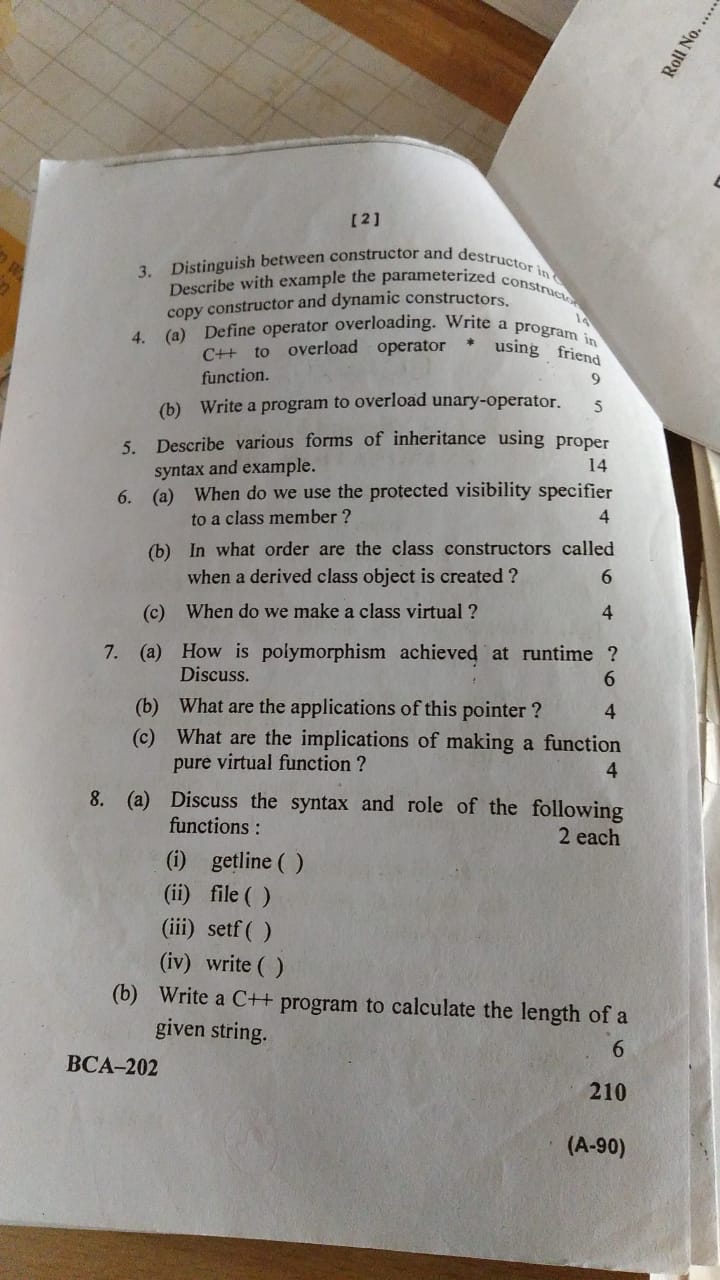 Roll No. ......
[ 2 ]
3. Distinguish between constructor and destructor in
Describe with example the parameterized constructor
copy constructor and dynamic constructors. 14
4. (a) Define operator overloading. Write a program in
C++ to overload operator * using friend
function. 9
(b) Write a program to overload unary-operator. 5
5. Describe various forms of inheritance using proper
syntax and example. 14
6. (a) When do we use the protected visibility specifier
to a class member ? 4
(b) In what order are the class constructors called
when a derived class object is created ? 6
(c) When do we make a class virtual ? 4
7. (a) How is polymorphism achieved at runtime ?
Discuss. 6
(b) What are the applications of this pointer ? 4
(c) What are the implications of making a function
pure virtual function ? 4
8. (a) Discuss the syntax and role of the following
functions : 2 each
(i) getline ( )
(ii) file ( )
(iii) setf ( )
(iv) write ( )
(b) Write a C++ program to calculate the length of a
given string. 6
BCA–202
210
(A-90)